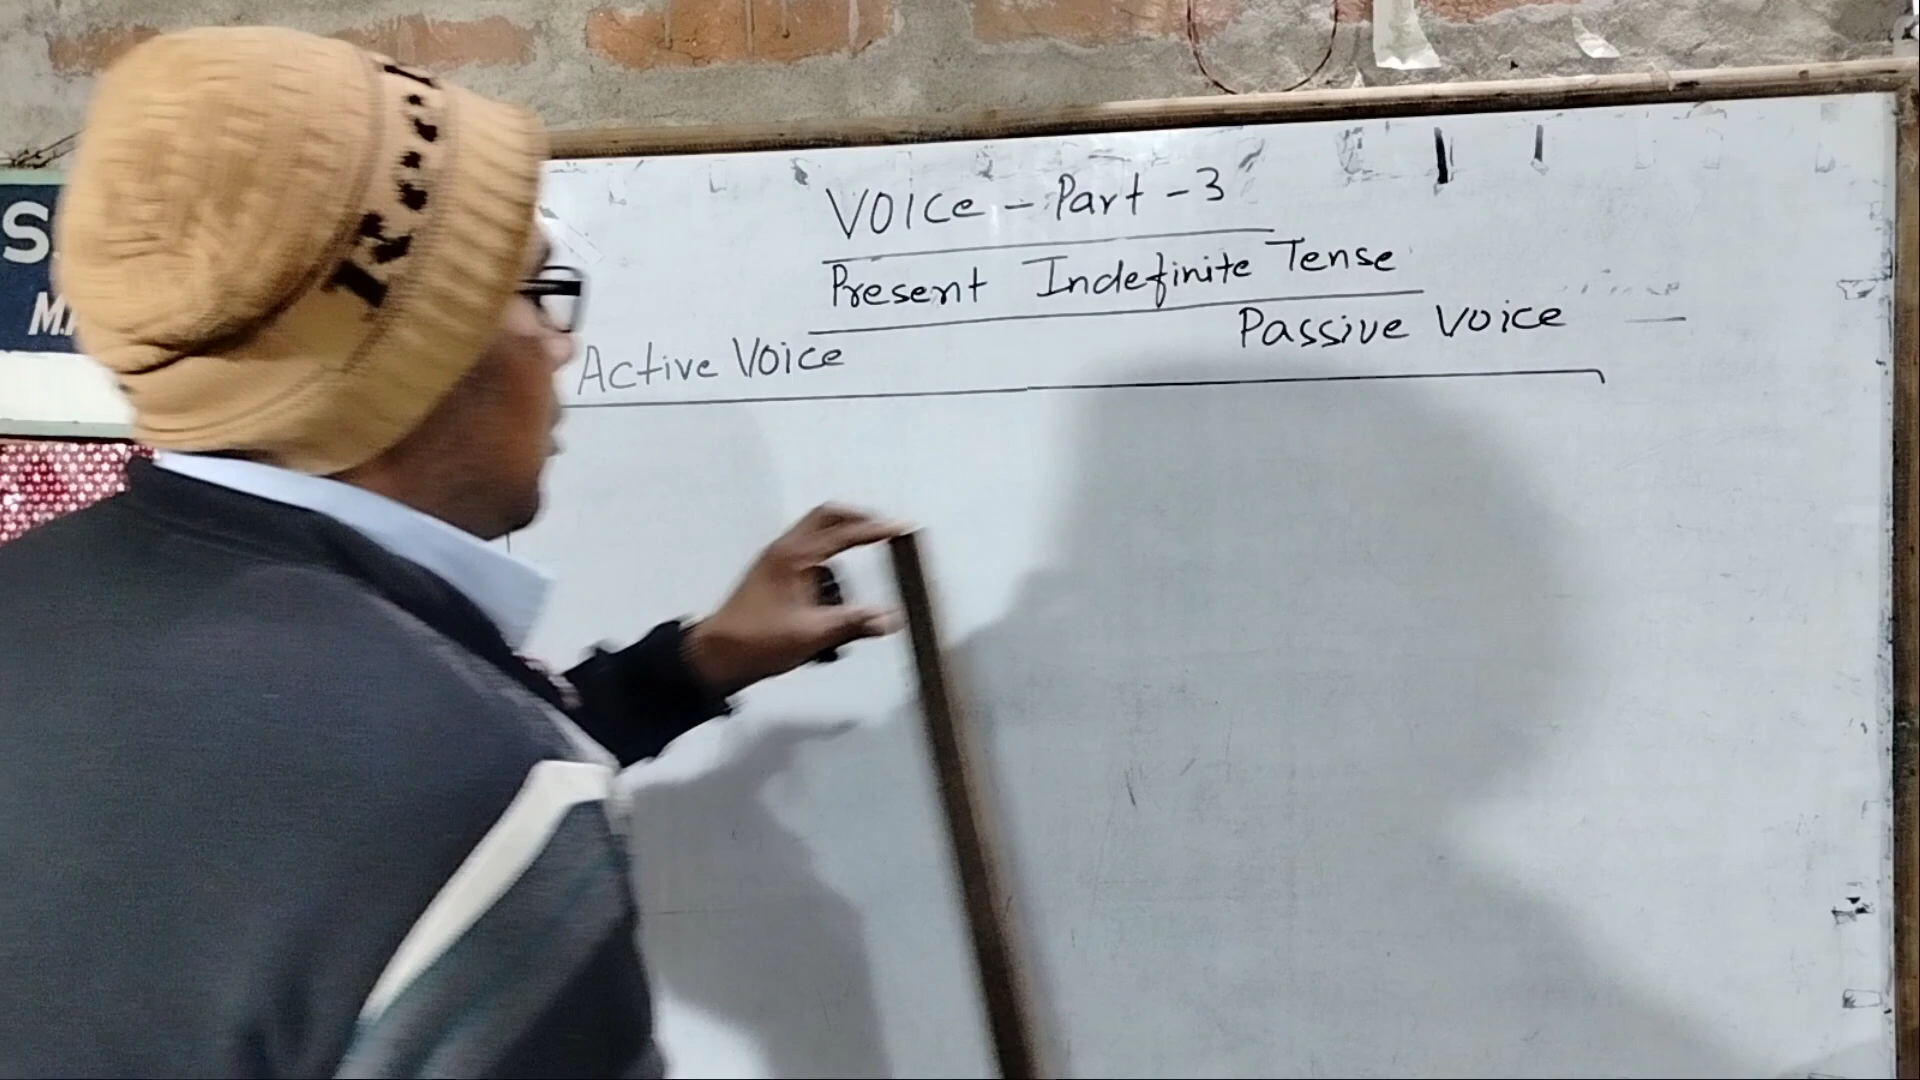 VOICe - Part - 3
Present Indefinite Tense
Active Voice
Passive Voice